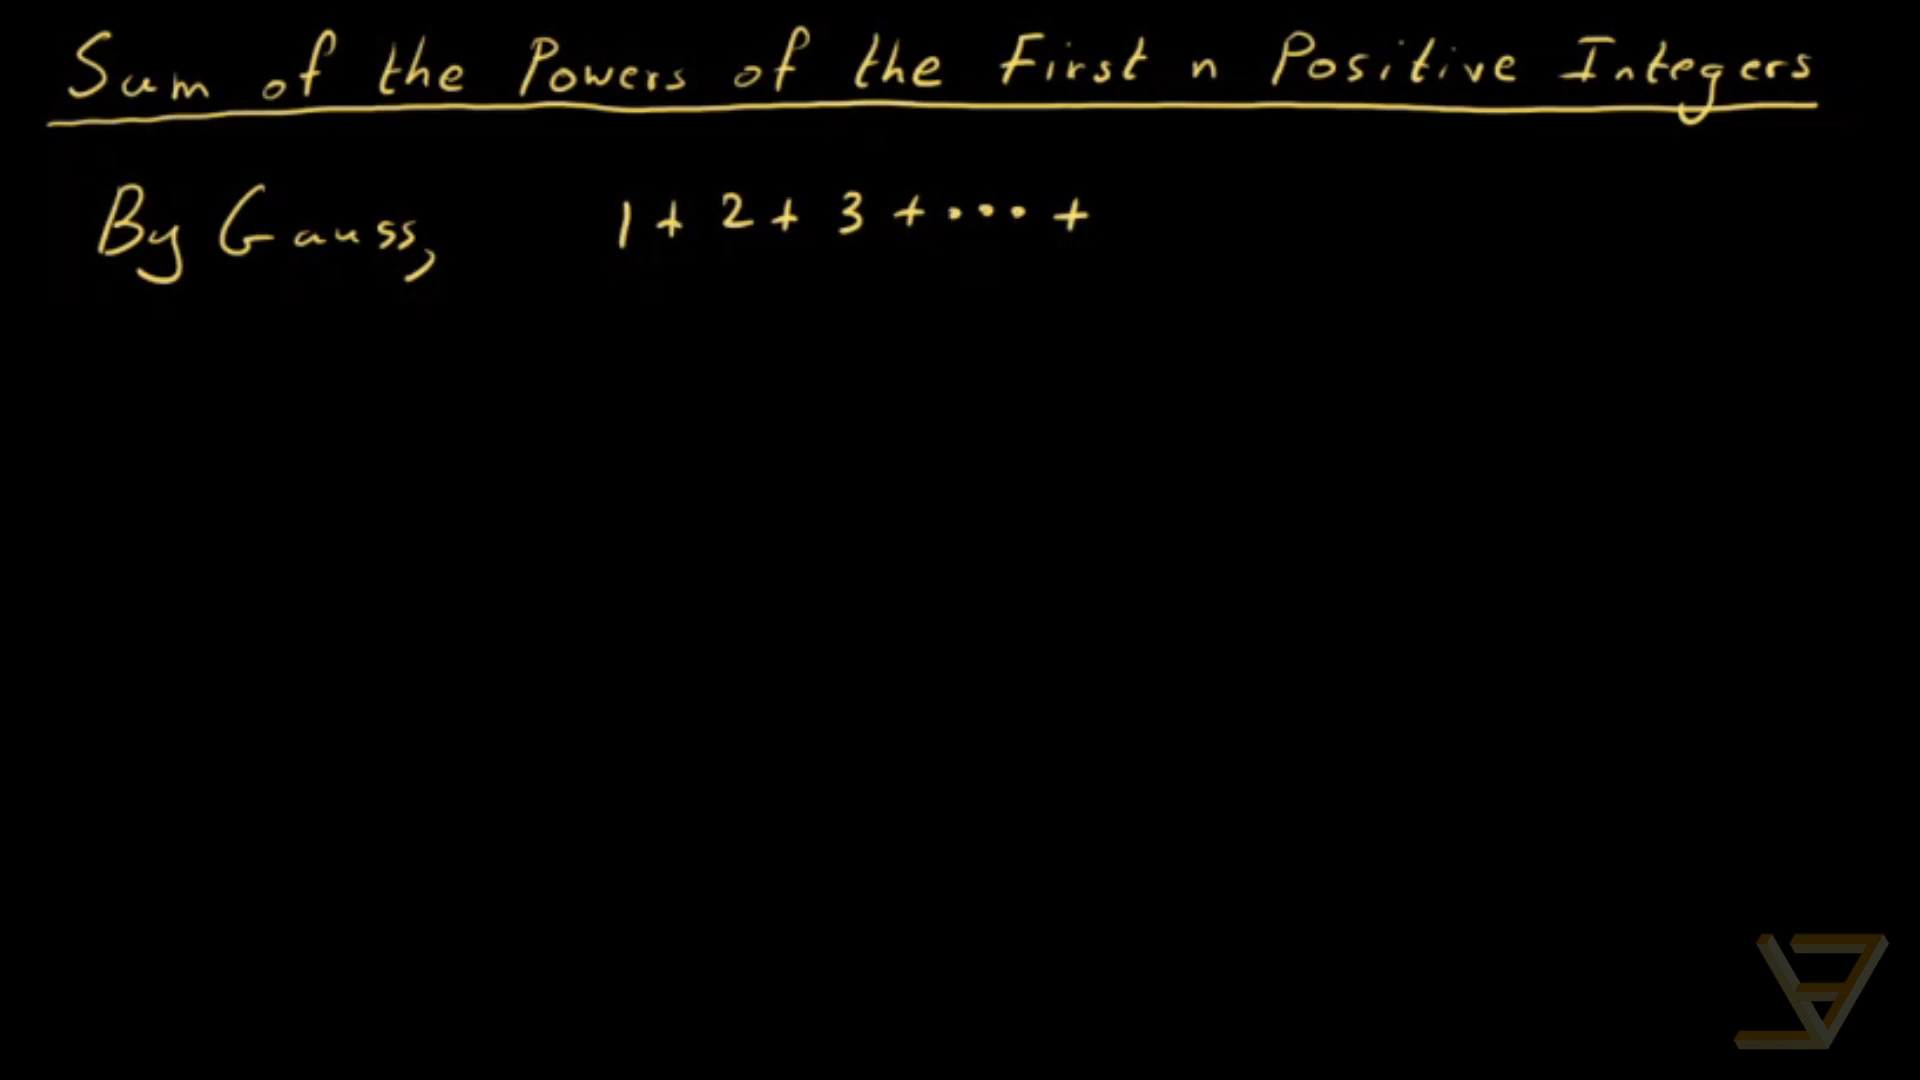 Sum of the Powers of the First n Positive Integers
By Gauss, 1 + 2 + 3 + ... +